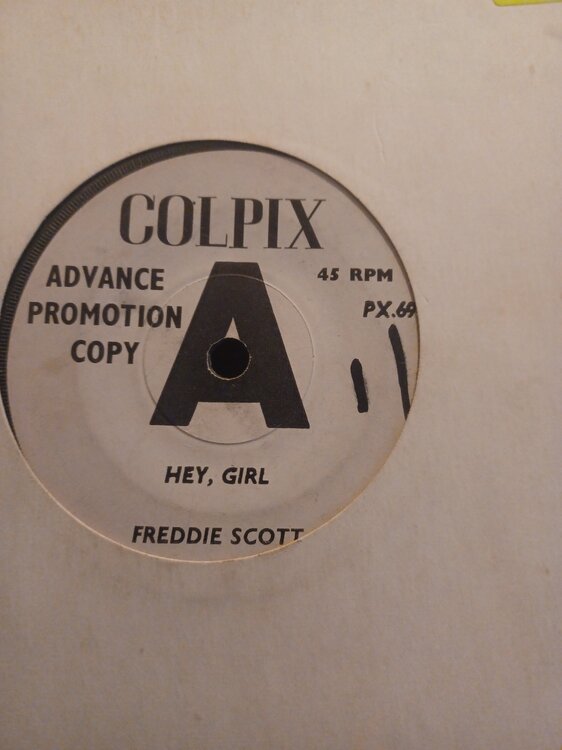 COLPIX
ADVANCE
PROMOTION
COPY
A
45 RPM
PX.69
HEY, GIRL
FREDDIE SCOTT